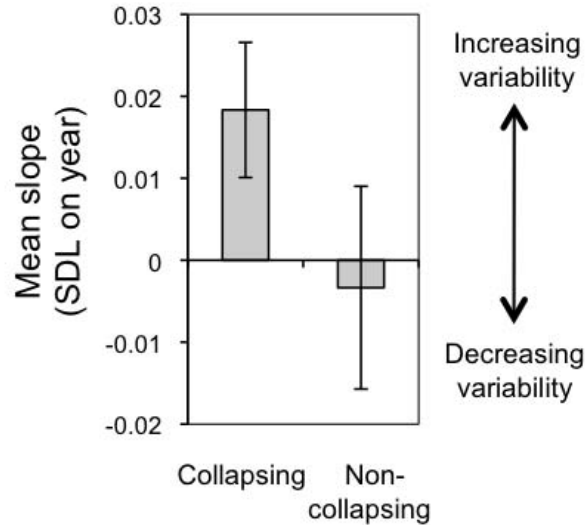 Mean slope
(SDL on year)
0.03
0.02
0.01
0
-0.01
-0.02
Collapsing
Non-
collapsing
Increasing
variability
Decreasing
variability